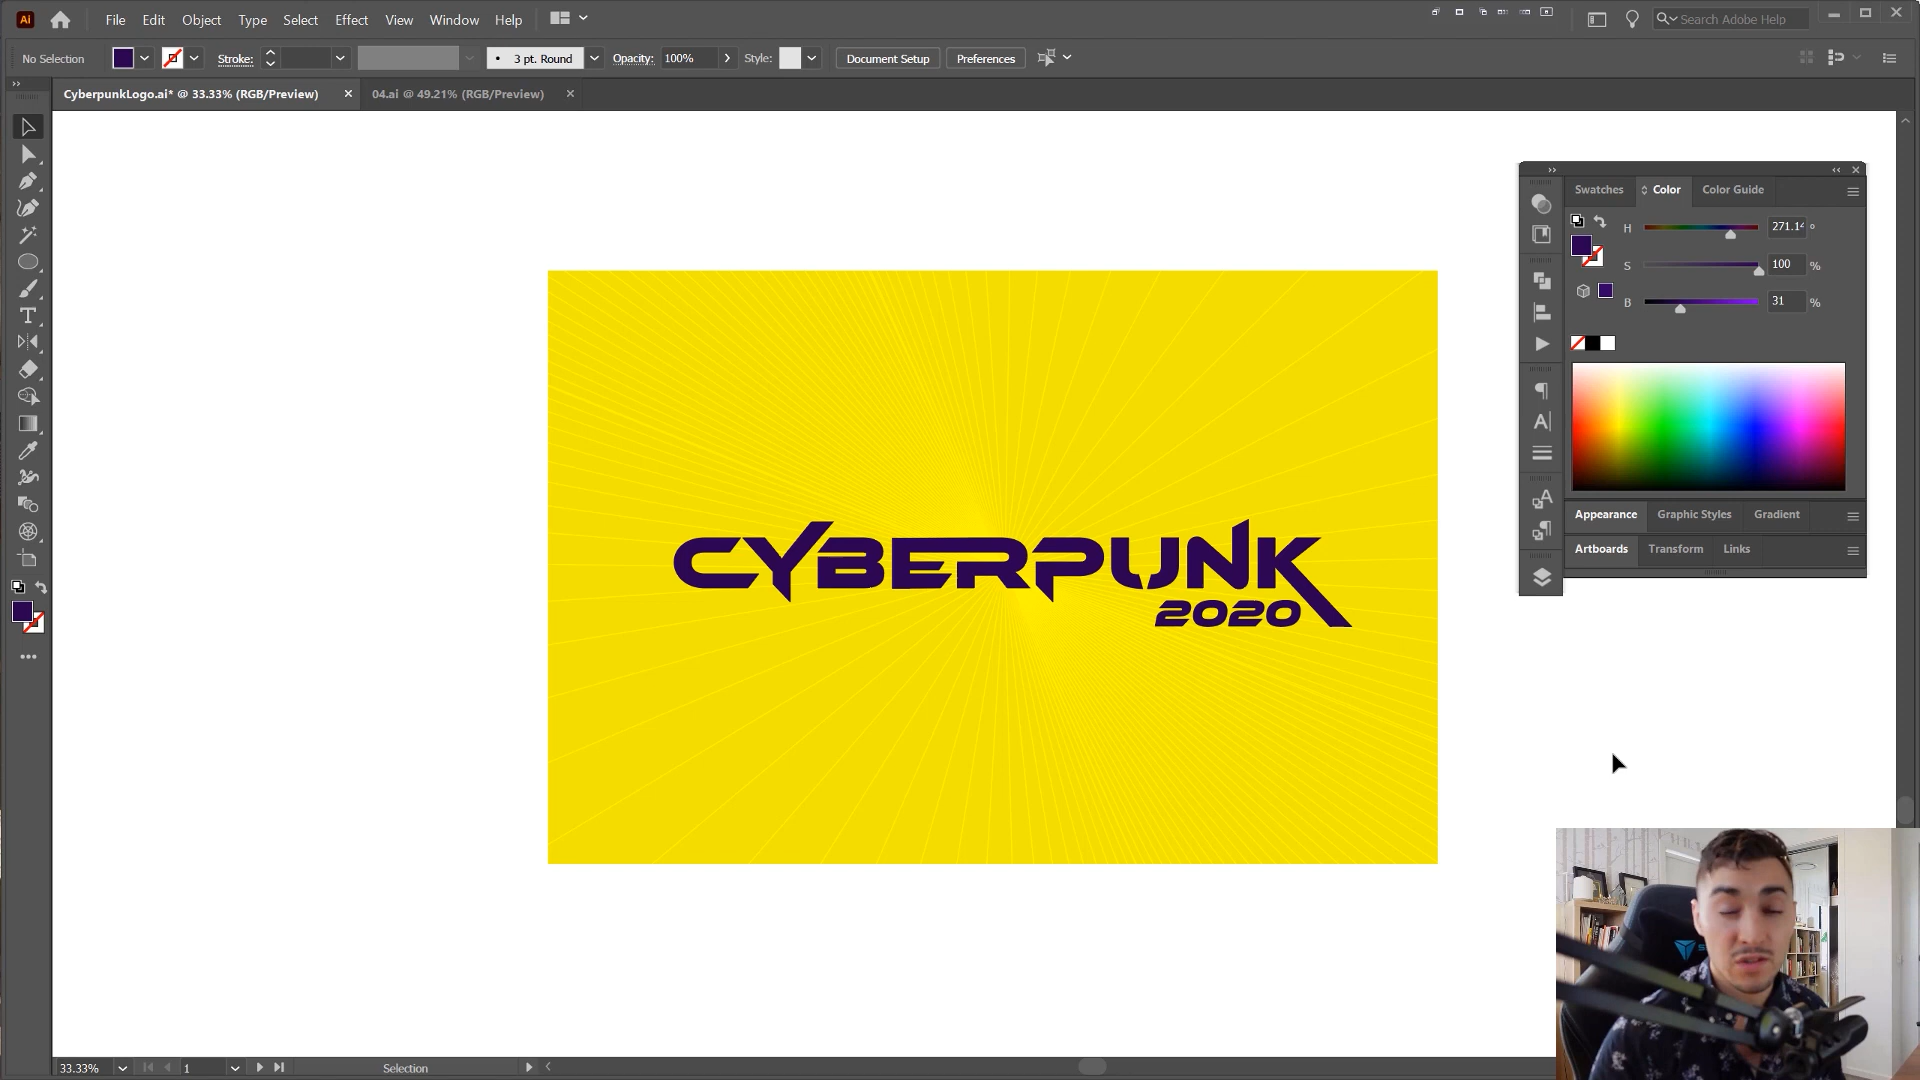 Ai File Edit Object Type Select Effect View Window Help Search Adobe Help
No Selection Stroke: 3 pt. Round Opacity: 100% Style: Document Setup Preferences
CyberpunkLogo.ai* @ 33.33% (RGB/Preview) 04.ai @ 49.21% (RGB/Preview)
Swatches Color Color Guide
H 271.14 °
S 100 %
B 31 %
Appearance Graphic Styles Gradient
Artboards Transform Links
CYBERPUNK
2020
33.33% 1 Selection